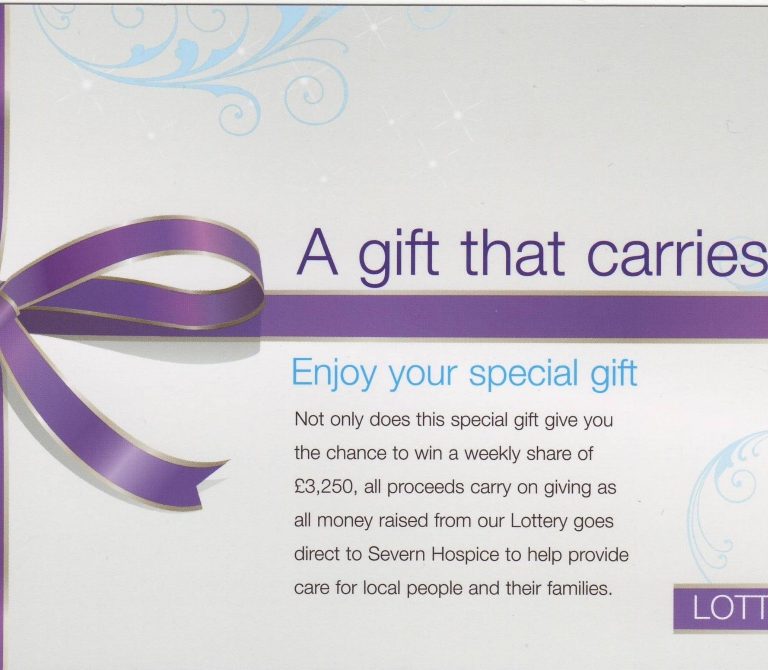 A gift that carries
Enjoy your special gift
Not only does this special gift give you
the chance to win a weekly share of
£3,250, all proceeds carry on giving as
all money raised from our Lottery goes
direct to Severn Hospice to help provide
care for local people and their families.
LOTT